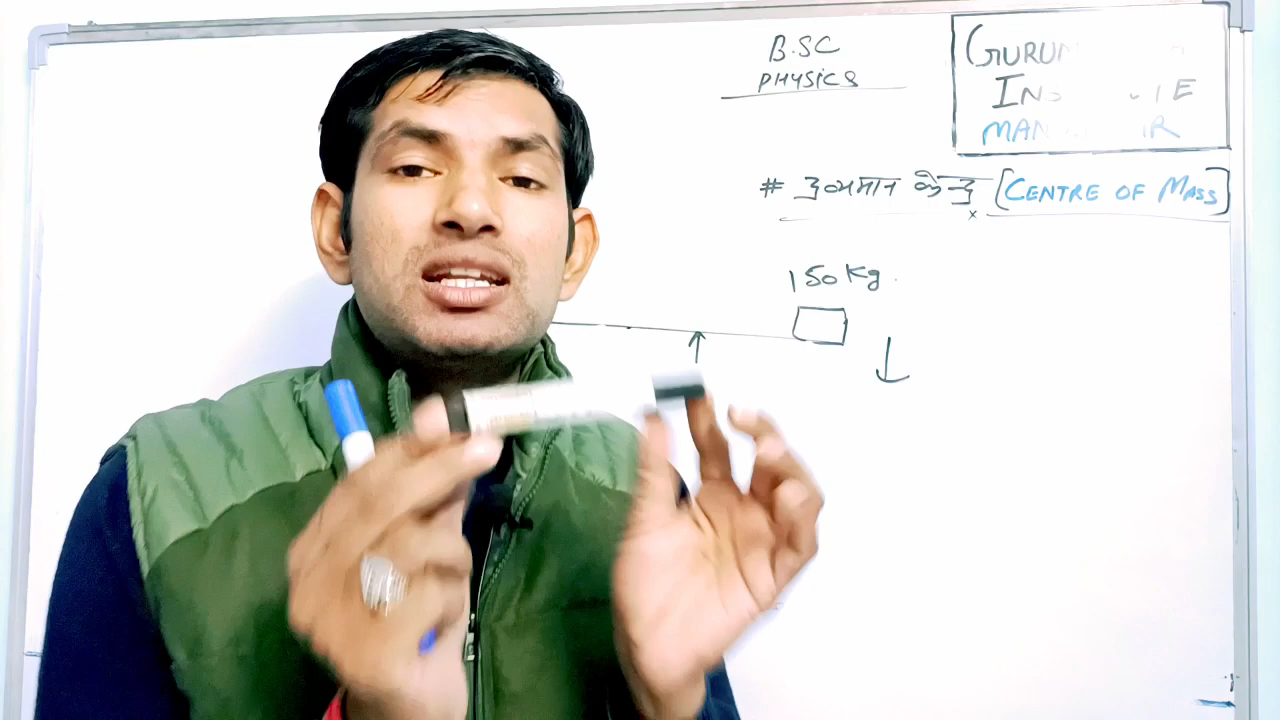 B.SC
PHYSICS
# द्रव्यमान केन्द्र [CENTRE OF MASS]
150 Kg